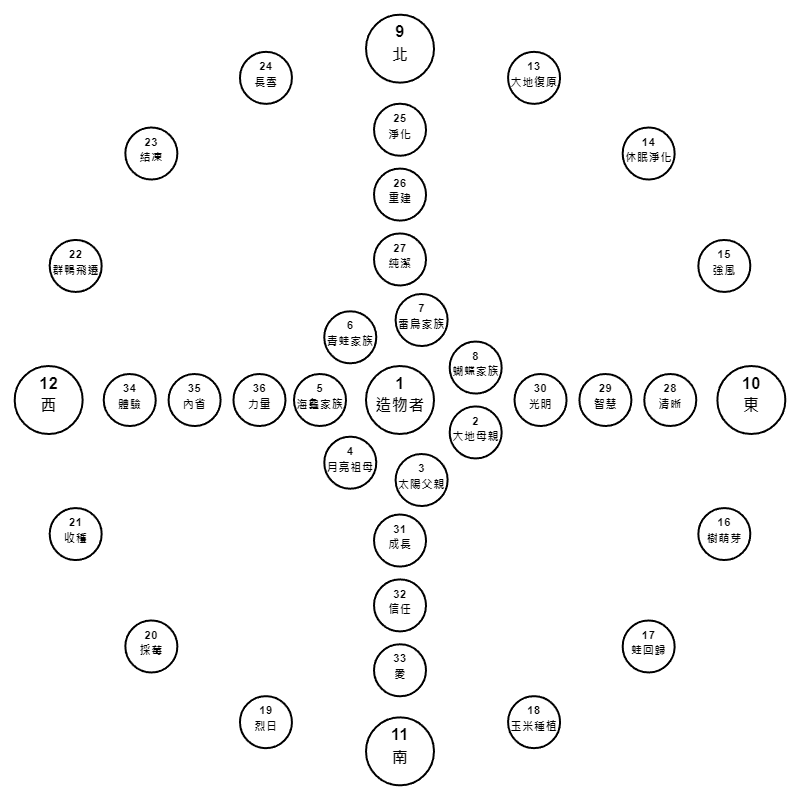 9
北
24
長雪
13
大地復原
25
淨化
23
結凍
14
休眠淨化
26
重建
22
群鴨飛遷
27
純潔
15
強風
7
雷鳥家族
6
青蛙家族
8
蝴蝶家族
12
西
34
體驗
35
內省
36
力量
5
海龜家族
1
造物者
30
光明
29
智慧
28
清晰
10
東
2
大地母親
4
月亮祖母
3
太陽父親
21
收穫
31
成長
16
樹萌芽
32
信任
20
採莓
33
愛
17
蛙回歸
19
烈日
18
玉米種植
11
南